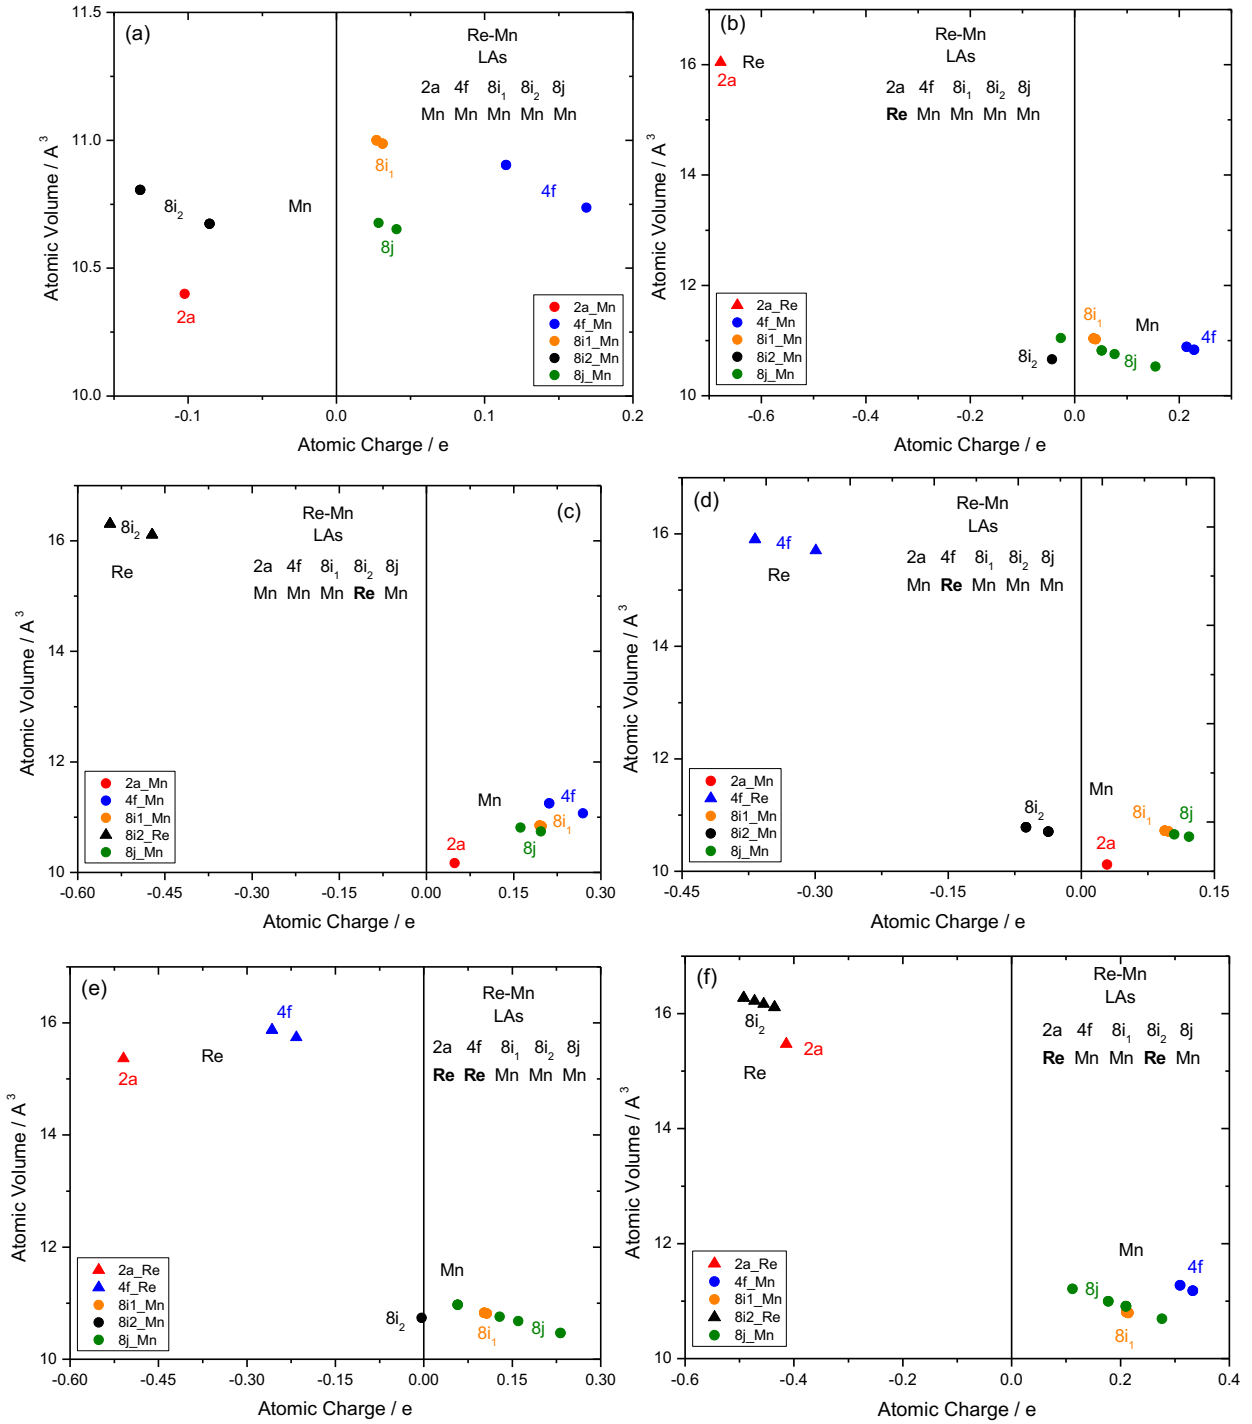 (a)
Re-Mn
LAs
2a 4f 8i₁ 8i₂ 8j
Mn Mn Mn Mn Mn
11.5
11.0
10.5
10.0
Atomic Volume / A³
8i₁
4f
8i₂
Mn
8j
2a
2a_Mn
4f_Mn
8i1_Mn
8i2_Mn
8j_Mn
-0.1 0.0 0.1 0.2
Atomic Charge / e
(b)
Re-Mn
LAs
2a 4f 8i₁ 8i₂ 8j
Re Mn Mn Mn Mn
16
14
12
10
Atomic Volume / A³
Re
2a
8i₁
Mn
4f
8i₂
8j
2a_Re
4f_Mn
8i1_Mn
8i2_Mn
8j_Mn
-0.6 -0.4 -0.2 0.0 0.2
Atomic Charge / e
(c)
Re-Mn
LAs
2a 4f 8i₁ 8i₂ 8j
Mn Mn Mn Re Mn
16
14
12
10
Atomic Volume / A³
8i₂
Re
Mn
4f
8i₁
8j
2a
2a_Mn
4f_Mn
8i1_Mn
8i2_Re
8j_Mn
-0.60 -0.45 -0.30 -0.15 0.00 0.15 0.30
Atomic Charge / e
(d)
Re-Mn
LAs
2a 4f 8i₁ 8i₂ 8j
Mn Re Mn Mn Mn
16
14
12
10
Atomic Volume / A³
4f
Re
Mn
8i₂
8i₁
8j
2a
2a_Mn
4f_Re
8i1_Mn
8i2_Mn
8j_Mn
-0.45 -0.30 -0.15 0.00 0.15
Atomic Charge / e
(e)
Re-Mn
LAs
2a 4f 8i₁ 8i₂ 8j
Re Re Mn Mn Mn
16
14
12
10
Atomic Volume / A³
4f
Re
2a
Mn
8i₂
8i₁
8j
2a_Re
4f_Re
8i1_Mn
8i2_Mn
8j_Mn
-0.60 -0.45 -0.30 -0.15 0.00 0.15 0.30
Atomic Charge / e
(f)
Re-Mn
LAs
2a 4f 8i₁ 8i₂ 8j
Re Mn Mn Re Mn
16
14
12
10
Atomic Volume / A³
8i₂
2a
Re
Mn
4f
8j
8i₁
2a_Re
4f_Mn
8i1_Mn
8i2_Re
8j_Mn
-0.6 -0.4 -0.2 0.0 0.2 0.4
Atomic Charge / e